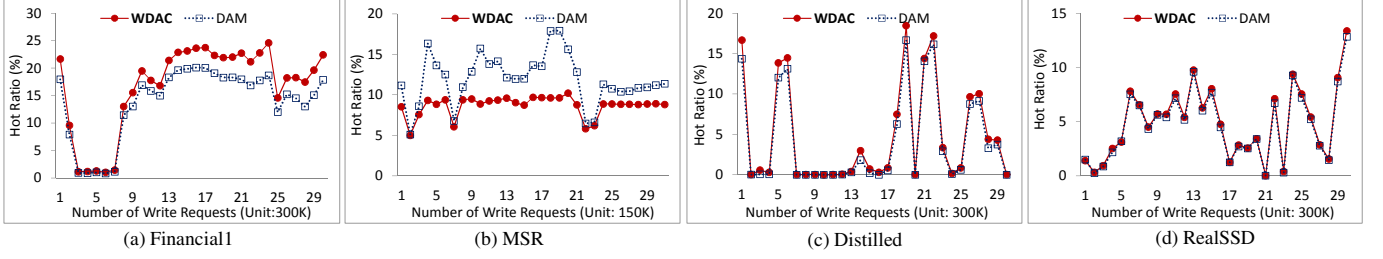 WDAC DAM
Hot Ratio (%)
30
25
20
15
10
5
0
1 5 9 13 17 21 25 29
Number of Write Requests (Unit:300K)
(a) Financial1
WDAC DAM
Hot Ratio (%)
20
15
10
5
0
1 5 9 13 17 21 25 29
Number of Write Requests (Unit: 150K)
(b) MSR
WDAC DAM
Hot Ratio (%)
20
15
10
5
0
1 5 9 13 17 21 25 29
Number of Write Requests (Unit:300K)
(c) Distilled
WDAC DAM
Hot Ratio (%)
15
10
5
0
1 5 9 13 17 21 25 29
Number of Write Requests (Unit: 300K)
(d) RealSSD